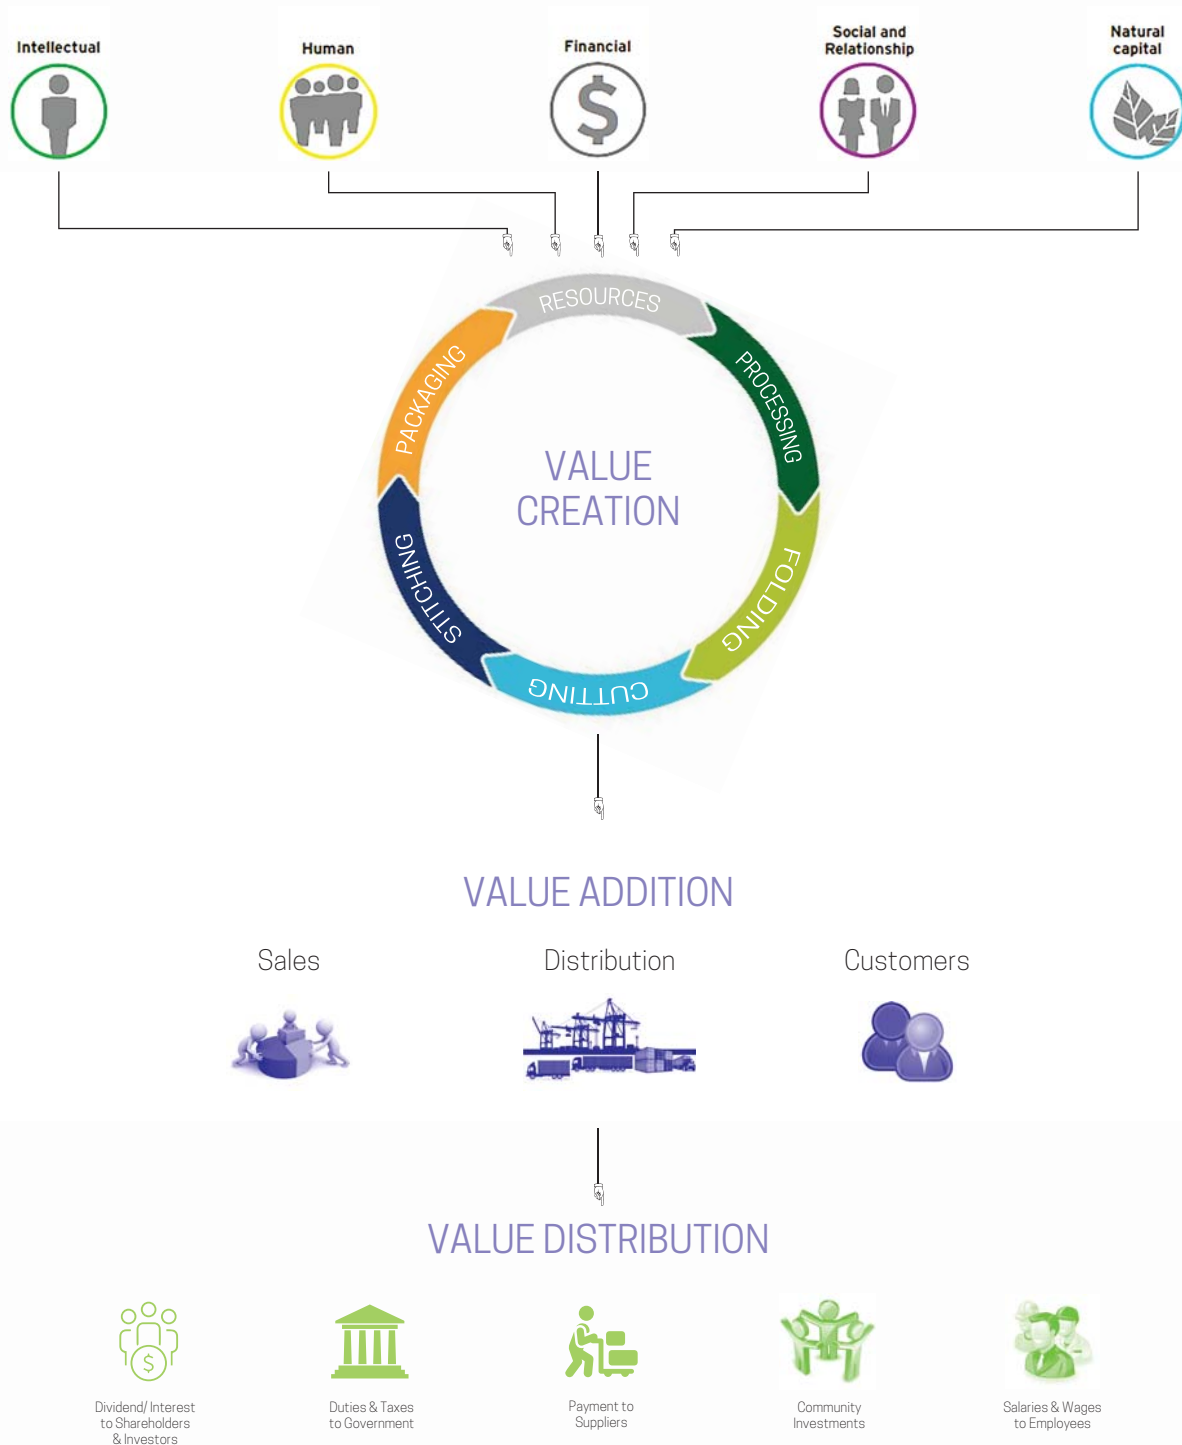 Intellectual
Human
Financial
Social and
Relationship
Natural
capital
$
RESOURCES
PROCESSING
FOLDING
CUTTING
STITCHING
PACKAGING
VALUE
CREATION
VALUE ADDITION
Sales
Distribution
Customers
VALUE DISTRIBUTION
$
Dividend/ Interest
to Shareholders
& Investors
Duties & Taxes
to Government
Payment to
Suppliers
Community
Investments
Salaries & Wages
to Employees